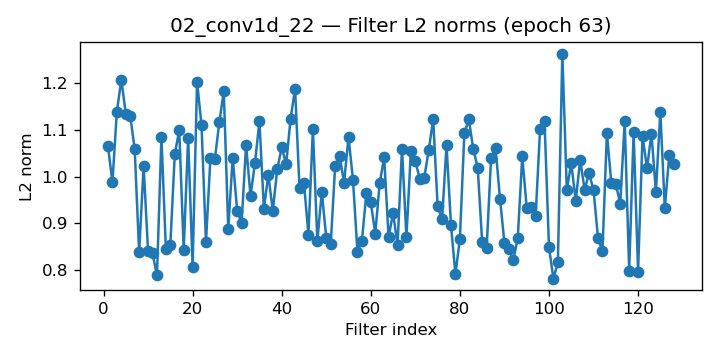 02_conv1d_22 — Filter L2 norms (epoch 63)
L2 norm
1.2
1.1
1.0
0.9
0.8
0 20 40 60 80 100 120
Filter index